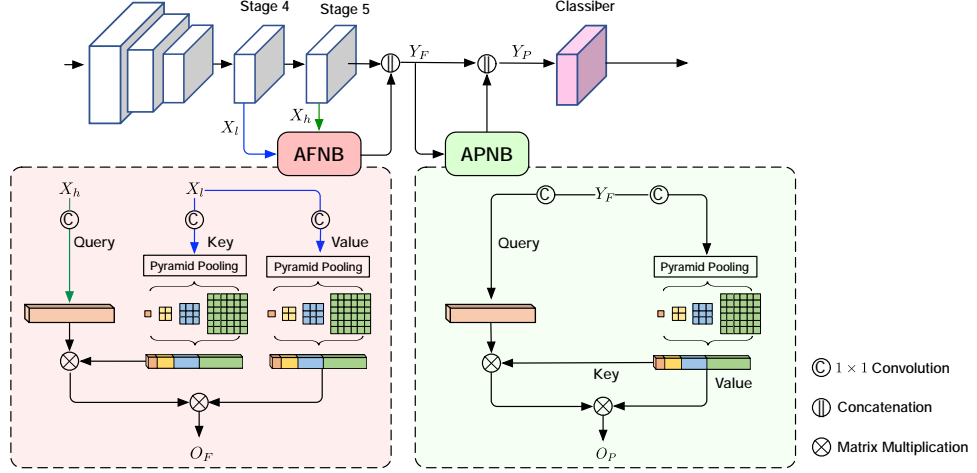 Stage 4
Stage 5
Classiþer
Y_F
Y_P
X_l
X_h
AFNB
APNB
X_h
X_l
C
C
C
Query
Key
Value
Pyramid Pooling
Pyramid Pooling
O_F
C
Y_F
C
Query
Pyramid Pooling
Key
Value
O_P
C 1 × 1 Convolution
Concatenation
Matrix Multiplication